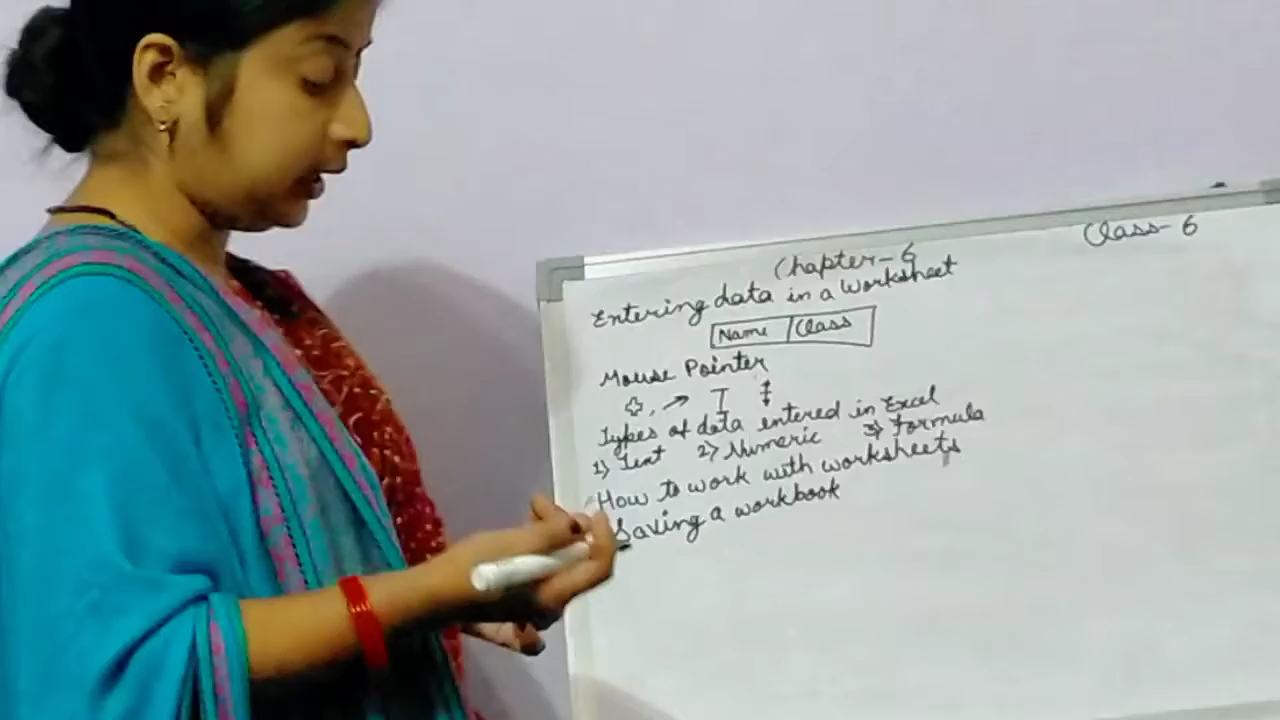 Class-6
Chapter-6
Entering data in a Worksheet
Name Class
Mouse Pointer
Types of data entered in Excel
1) Text 2) Numeric 3) Formula
How to work with worksheets
Saving a workbook